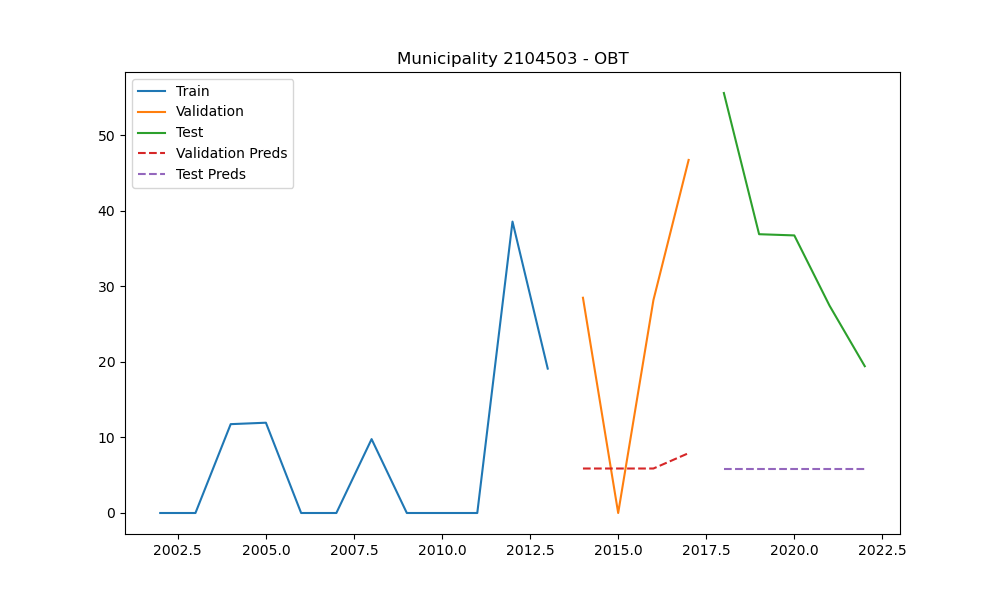 Municipality 2104503 - OBT
Train
Validation
Test
Validation Preds
Test Preds
50
40
30
20
10
0
2002.5 2005.0 2007.5 2010.0 2012.5 2015.0 2017.5 2020.0 2022.5